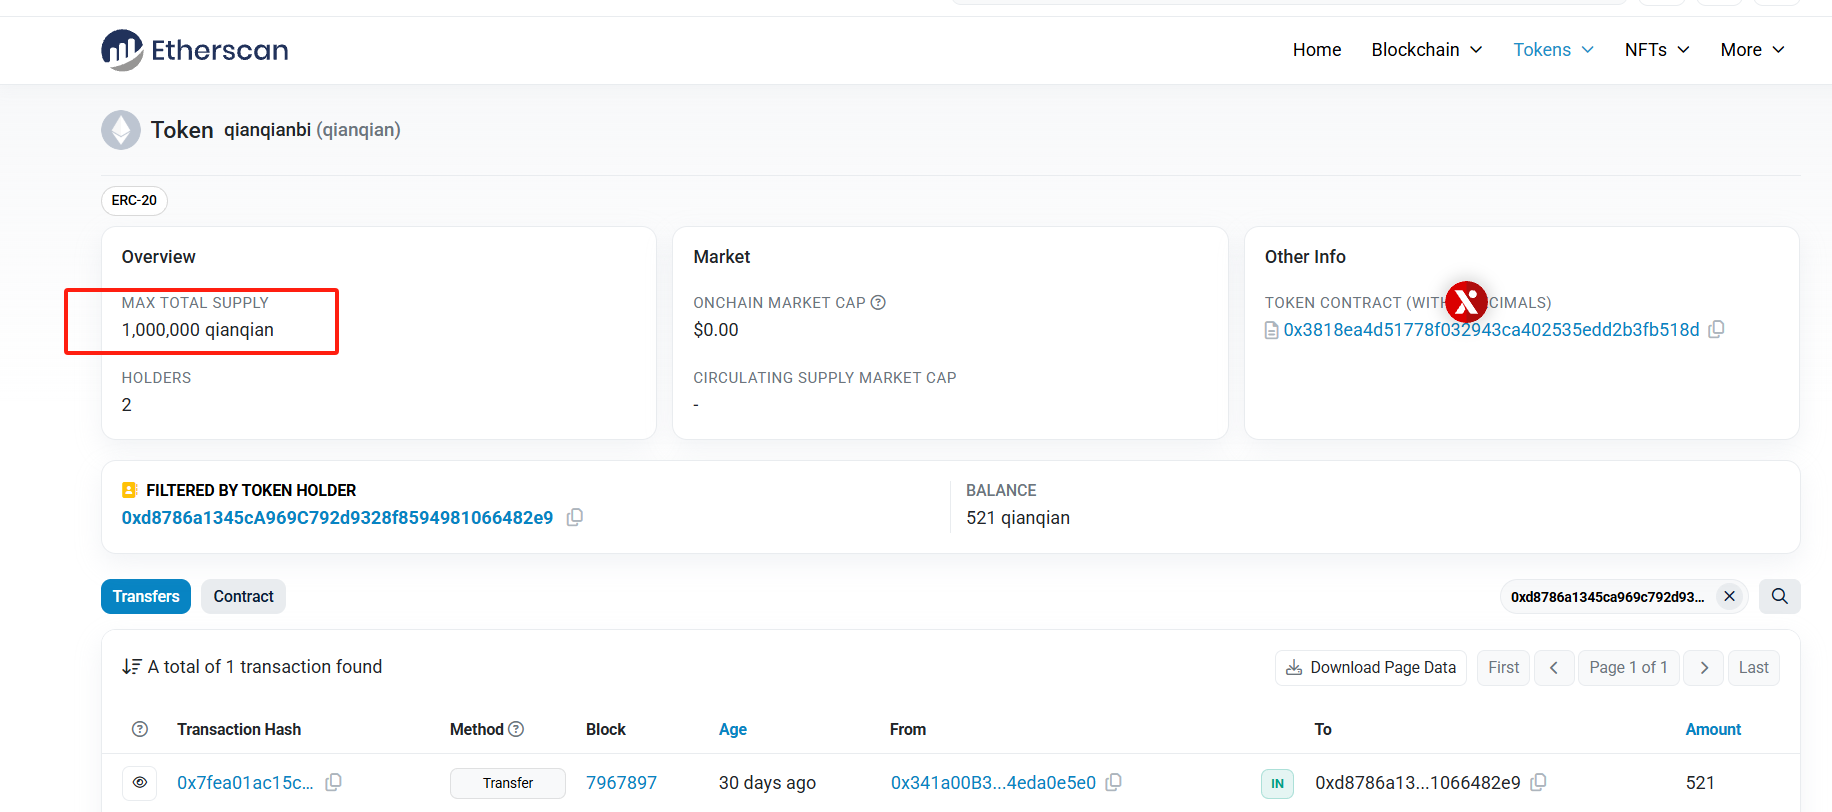 Etherscan
Home Blockchain Tokens NFTs More
Token qianqianbi (qianqian)
ERC-20
Overview
MAX TOTAL SUPPLY
1,000,000 qianqian
HOLDERS
2
Market
ONCHAIN MARKET CAP
$0.00
CIRCULATING SUPPLY MARKET CAP
-
Other Info
TOKEN CONTRACT (WIT CIMALS)
0x3818ea4d51778f032943ca402535edd2b3fb518d
FILTERED BY TOKEN HOLDER
0xd8786a1345cA969C792d9328f8594981066482e9
BALANCE
521 qianqian
Transfers Contract
0xd8786a1345ca969c792d93...
A total of 1 transaction found
Download Page Data First Page 1 of 1 Last
Transaction Hash Method Block Age From To Amount
0x7fea01ac15c... Transfer 7967897 30 days ago 0x341a00B3...4eda0e5e0 IN 0xd8786a13...1066482e9 521